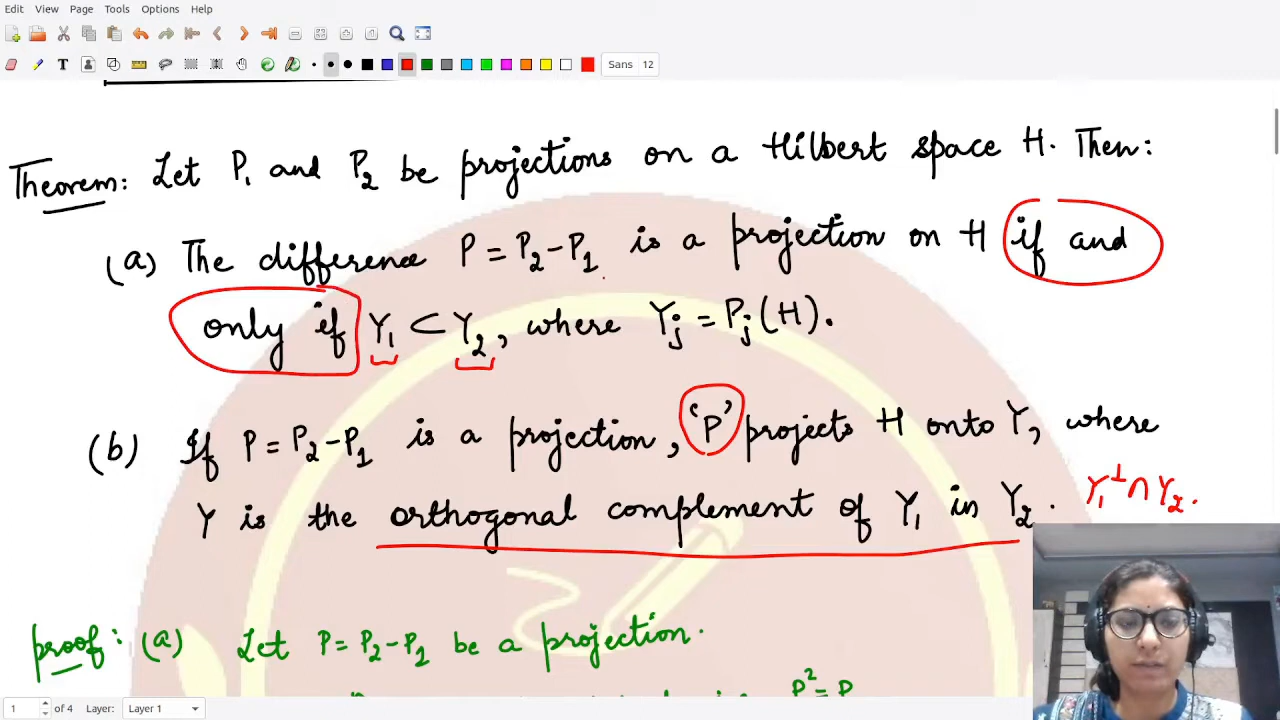 Edit View Page Tools Options Help
Sans 12
Theorem: Let P₁ and P₂ be projections on a Hilbert space H. Then:
(a) The difference P = P₂-P₁ is a projection on H if and
only if Y₁ ⊂ Y₂, where Yⱼ = Pⱼ(H).
(b) If P = P₂-P₁ is a projection, 'P' projects H onto Y, where
Y is the orthogonal complement of Y₁ in Y₂. Y₁^⊥ ∩ Y₂.
proof: (a) Let P = P₂-P₁ be a projection.
P² = P
1 of 4 Layer: Layer 1